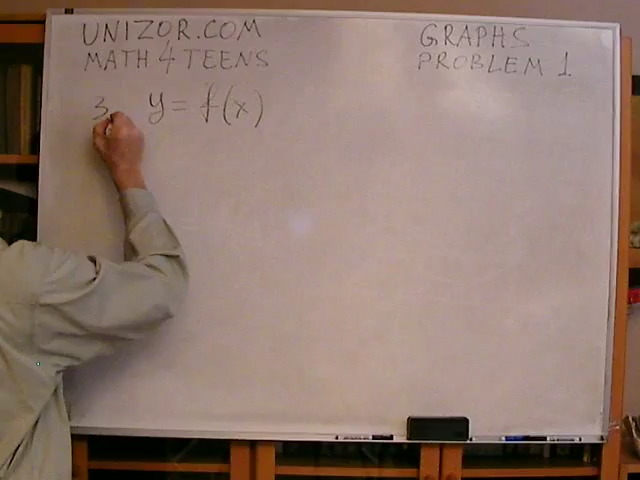 UNIZOR.COM
MATH 4 TEENS
GRAPHS
PROBLEM 1
3 y = f(x)